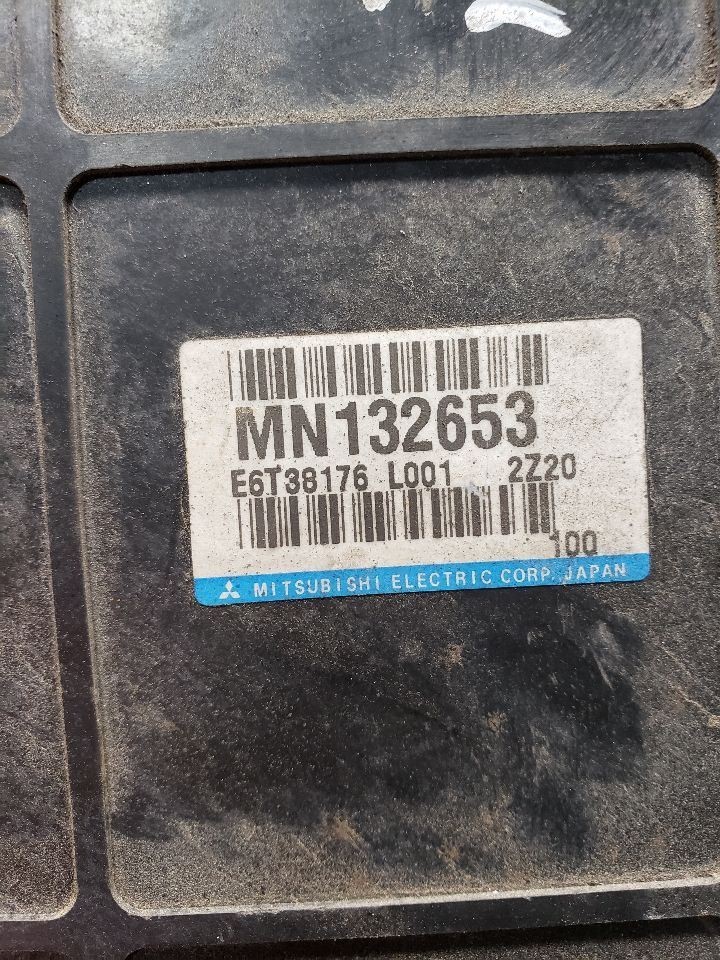 MN132653
E6T38176 L001 2Z20
100
MITSUBISHI ELECTRIC CORP. JAPAN